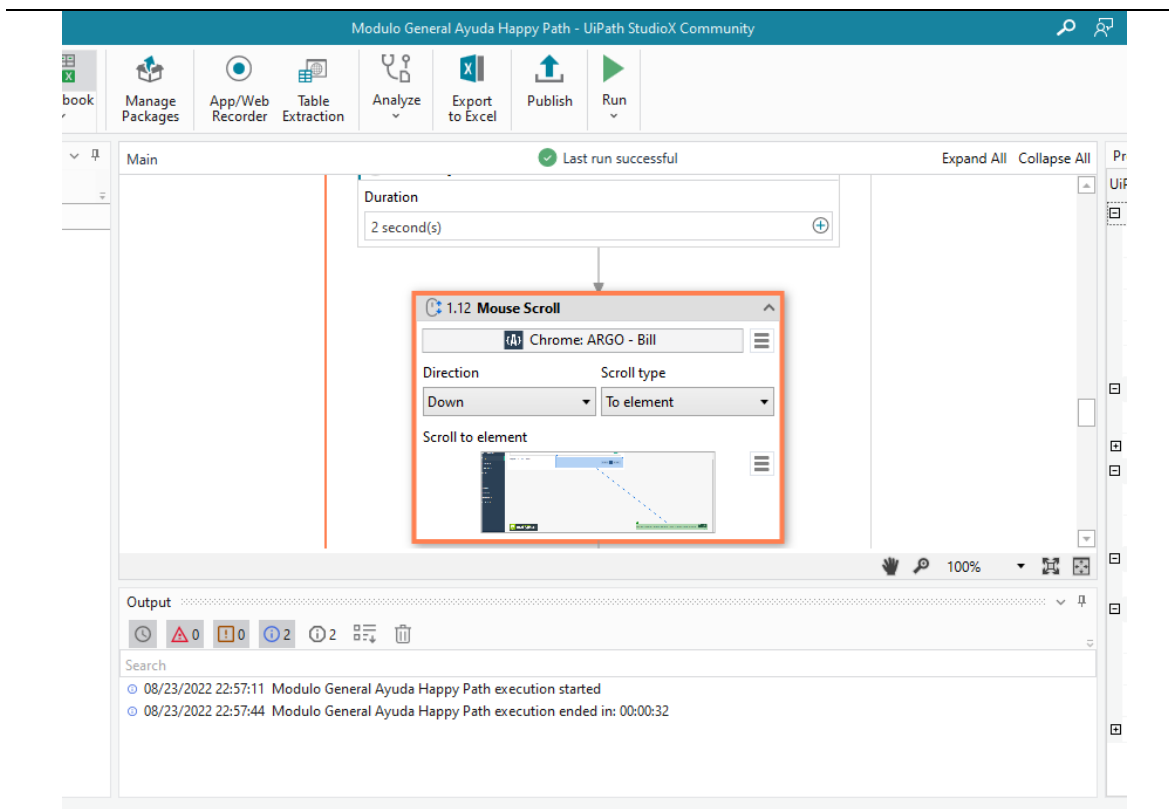 Modulo General Ayuda Happy Path - UiPath StudioX Community
book
Manage Packages
App/Web Recorder
Table Extraction
Analyze
Export to Excel
Publish
Run
Main
Last run successful
Expand All Collapse All
Pr
UiP
Duration
2 second(s)
1.12 Mouse Scroll
Chrome: ARGO - Bill
Direction
Scroll type
Down
To element
Scroll to element
100%
Output
0
0
2
2
Search
08/23/2022 22:57:11 Modulo General Ayuda Happy Path execution started
08/23/2022 22:57:44 Modulo General Ayuda Happy Path execution ended in: 00:00:32